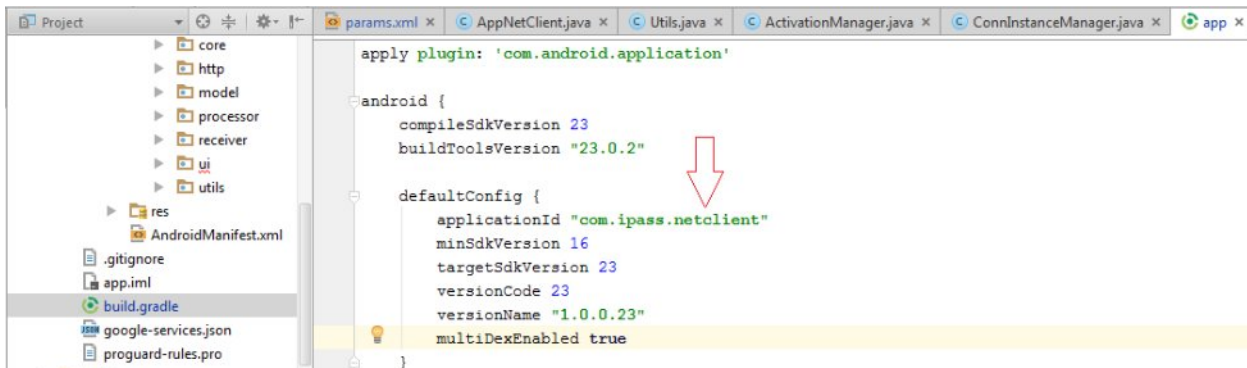 Project
params.xml × AppNetClient.java × Utils.java × ActivationManager.java × ConnInstanceManager.java × app ×
core
http
model
processor
receiver
ui
utils
res
AndroidManifest.xml
.gitignore
app.iml
build.gradle
google-services.json
proguard-rules.pro
apply plugin: 'com.android.application'
android {
compileSdkVersion 23
buildToolsVersion "23.0.2"
defaultConfig {
applicationId "com.ipass.netclient"
minSdkVersion 16
targetSdkVersion 23
versionCode 23
versionName "1.0.0.23"
multiDexEnabled true
}